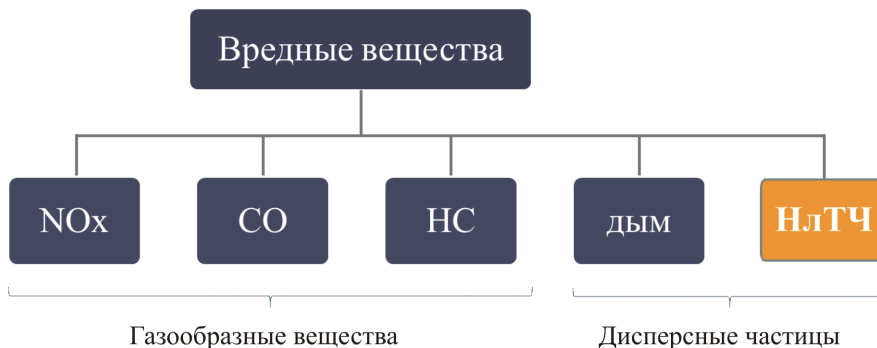 Вредные вещества
NOx
CO
HC
дым
НлТЧ
Газообразные вещества
Дисперсные частицы